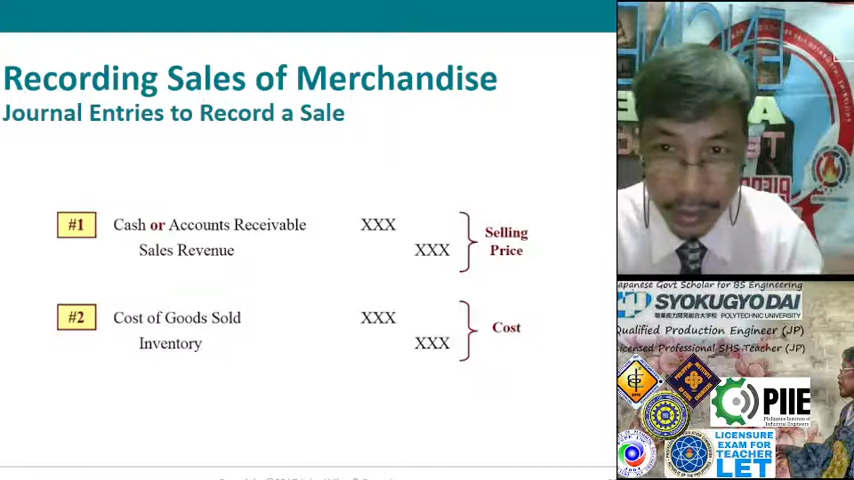 Recording Sales of Merchandise
Journal Entries to Record a Sale
#1 Cash or Accounts Receivable XXX
Sales Revenue XXX
Selling
Price
#2 Cost of Goods Sold XXX
Inventory XXX
Cost
Japanese Govt Scholar for BS Engineering
SYOKUGYO DAI
POLYTECHNIC UNIVERSITY
Qualified Production Engineer (JP)
Licensed Professional SHS Teacher (JP)
PIIE
Philippine Institute of
Industrial Engineers
LICENSURE
EXAM FOR
TEACHER
LET